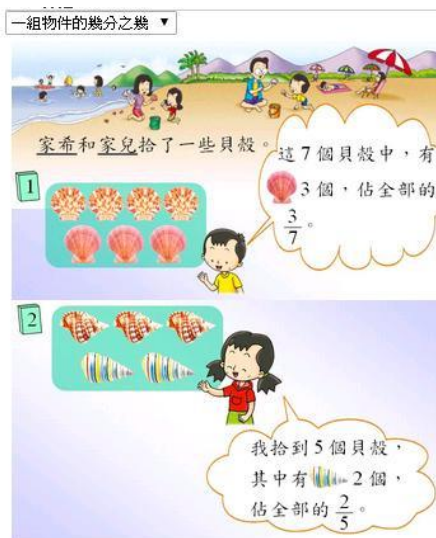 一組物件的幾分之幾 ▼
家希和家兒拾了一些貝殼。
這7個貝殼中，有
3個，佔全部的
3/7。
1
2
我拾到5個貝殼，
其中有 2個，
佔全部的 2/5。